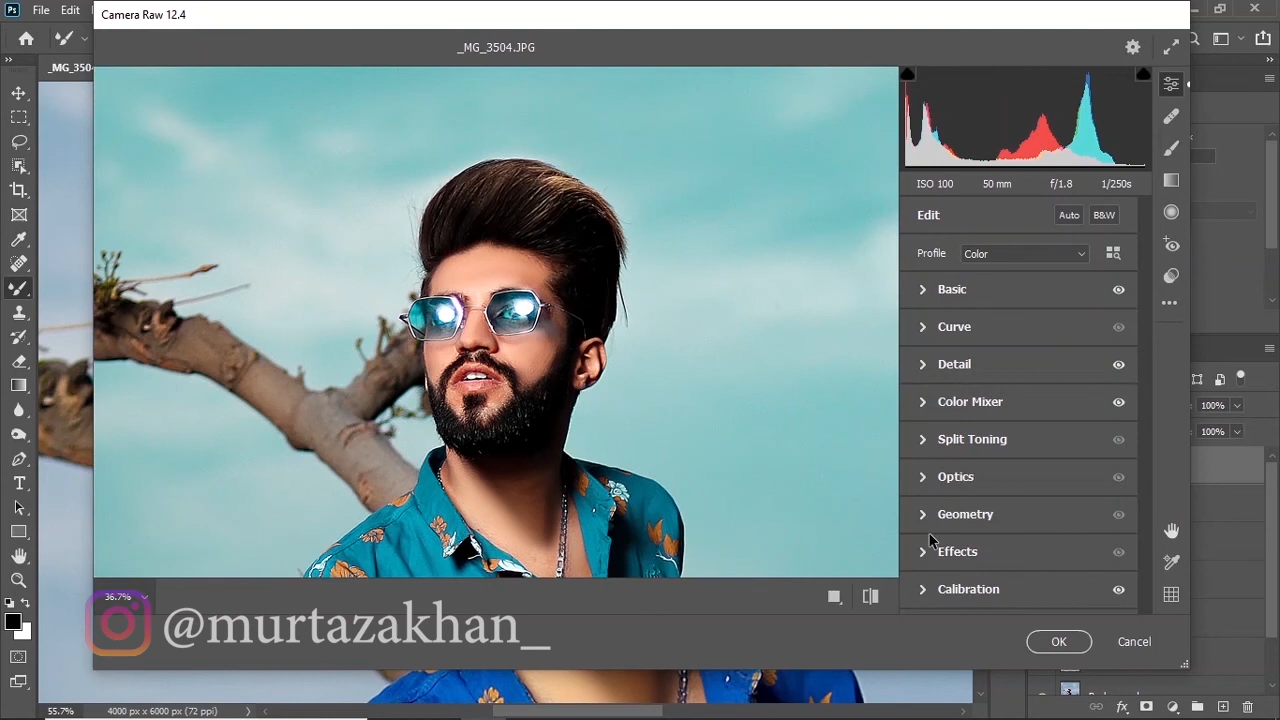 Ps File Edit
Camera Raw 12.4
_MG_3504.JPG
_MG_350
ISO 100 50 mm f/1.8 1/250s
Edit Auto B&W
Profile Color
Basic
Curve
Detail
Color Mixer
100%
Split Toning
100%
Optics
Geometry
Effects
Calibration
36.7%
@murtazakhan_
OK Cancel
55.7% 4000 px x 6000 px (72 ppi)
fx